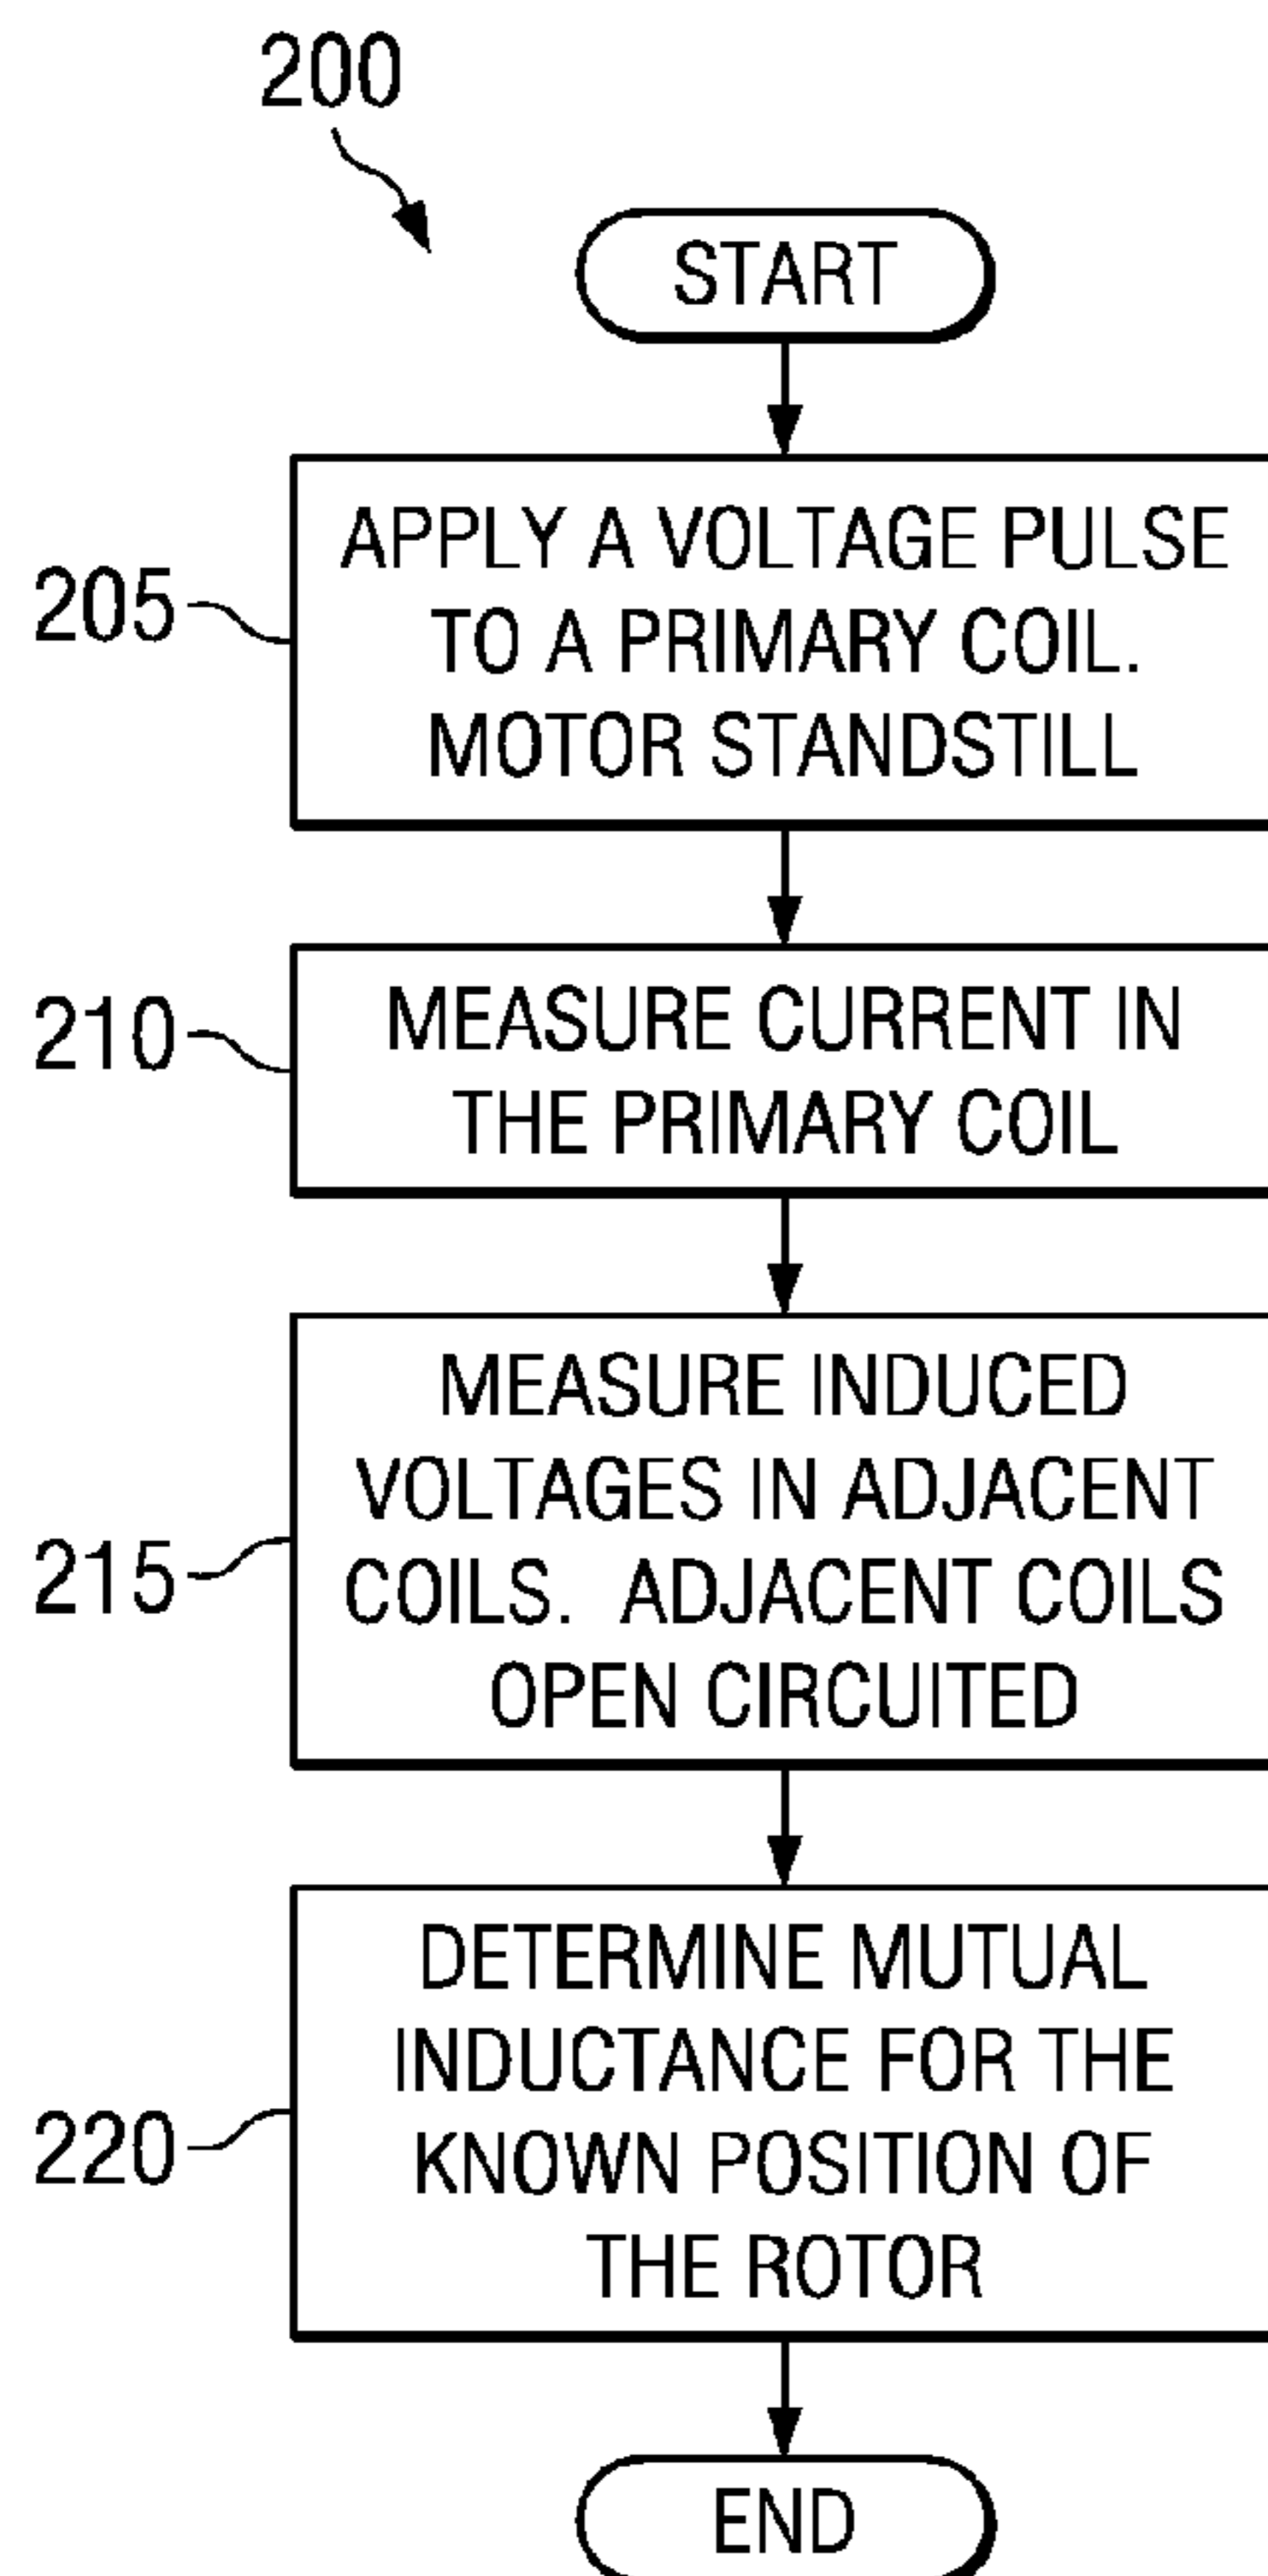 200
START
205
APPLY A VOLTAGE PULSE
TO A PRIMARY COIL.
MOTOR STANDSTILL
210
MEASURE CURRENT IN
THE PRIMARY COIL
215
MEASURE INDUCED
VOLTAGES IN ADJACENT
COILS. ADJACENT COILS
OPEN CIRCUITED
220
DETERMINE MUTUAL
INDUCTANCE FOR THE
KNOWN POSITION OF
THE ROTOR
END